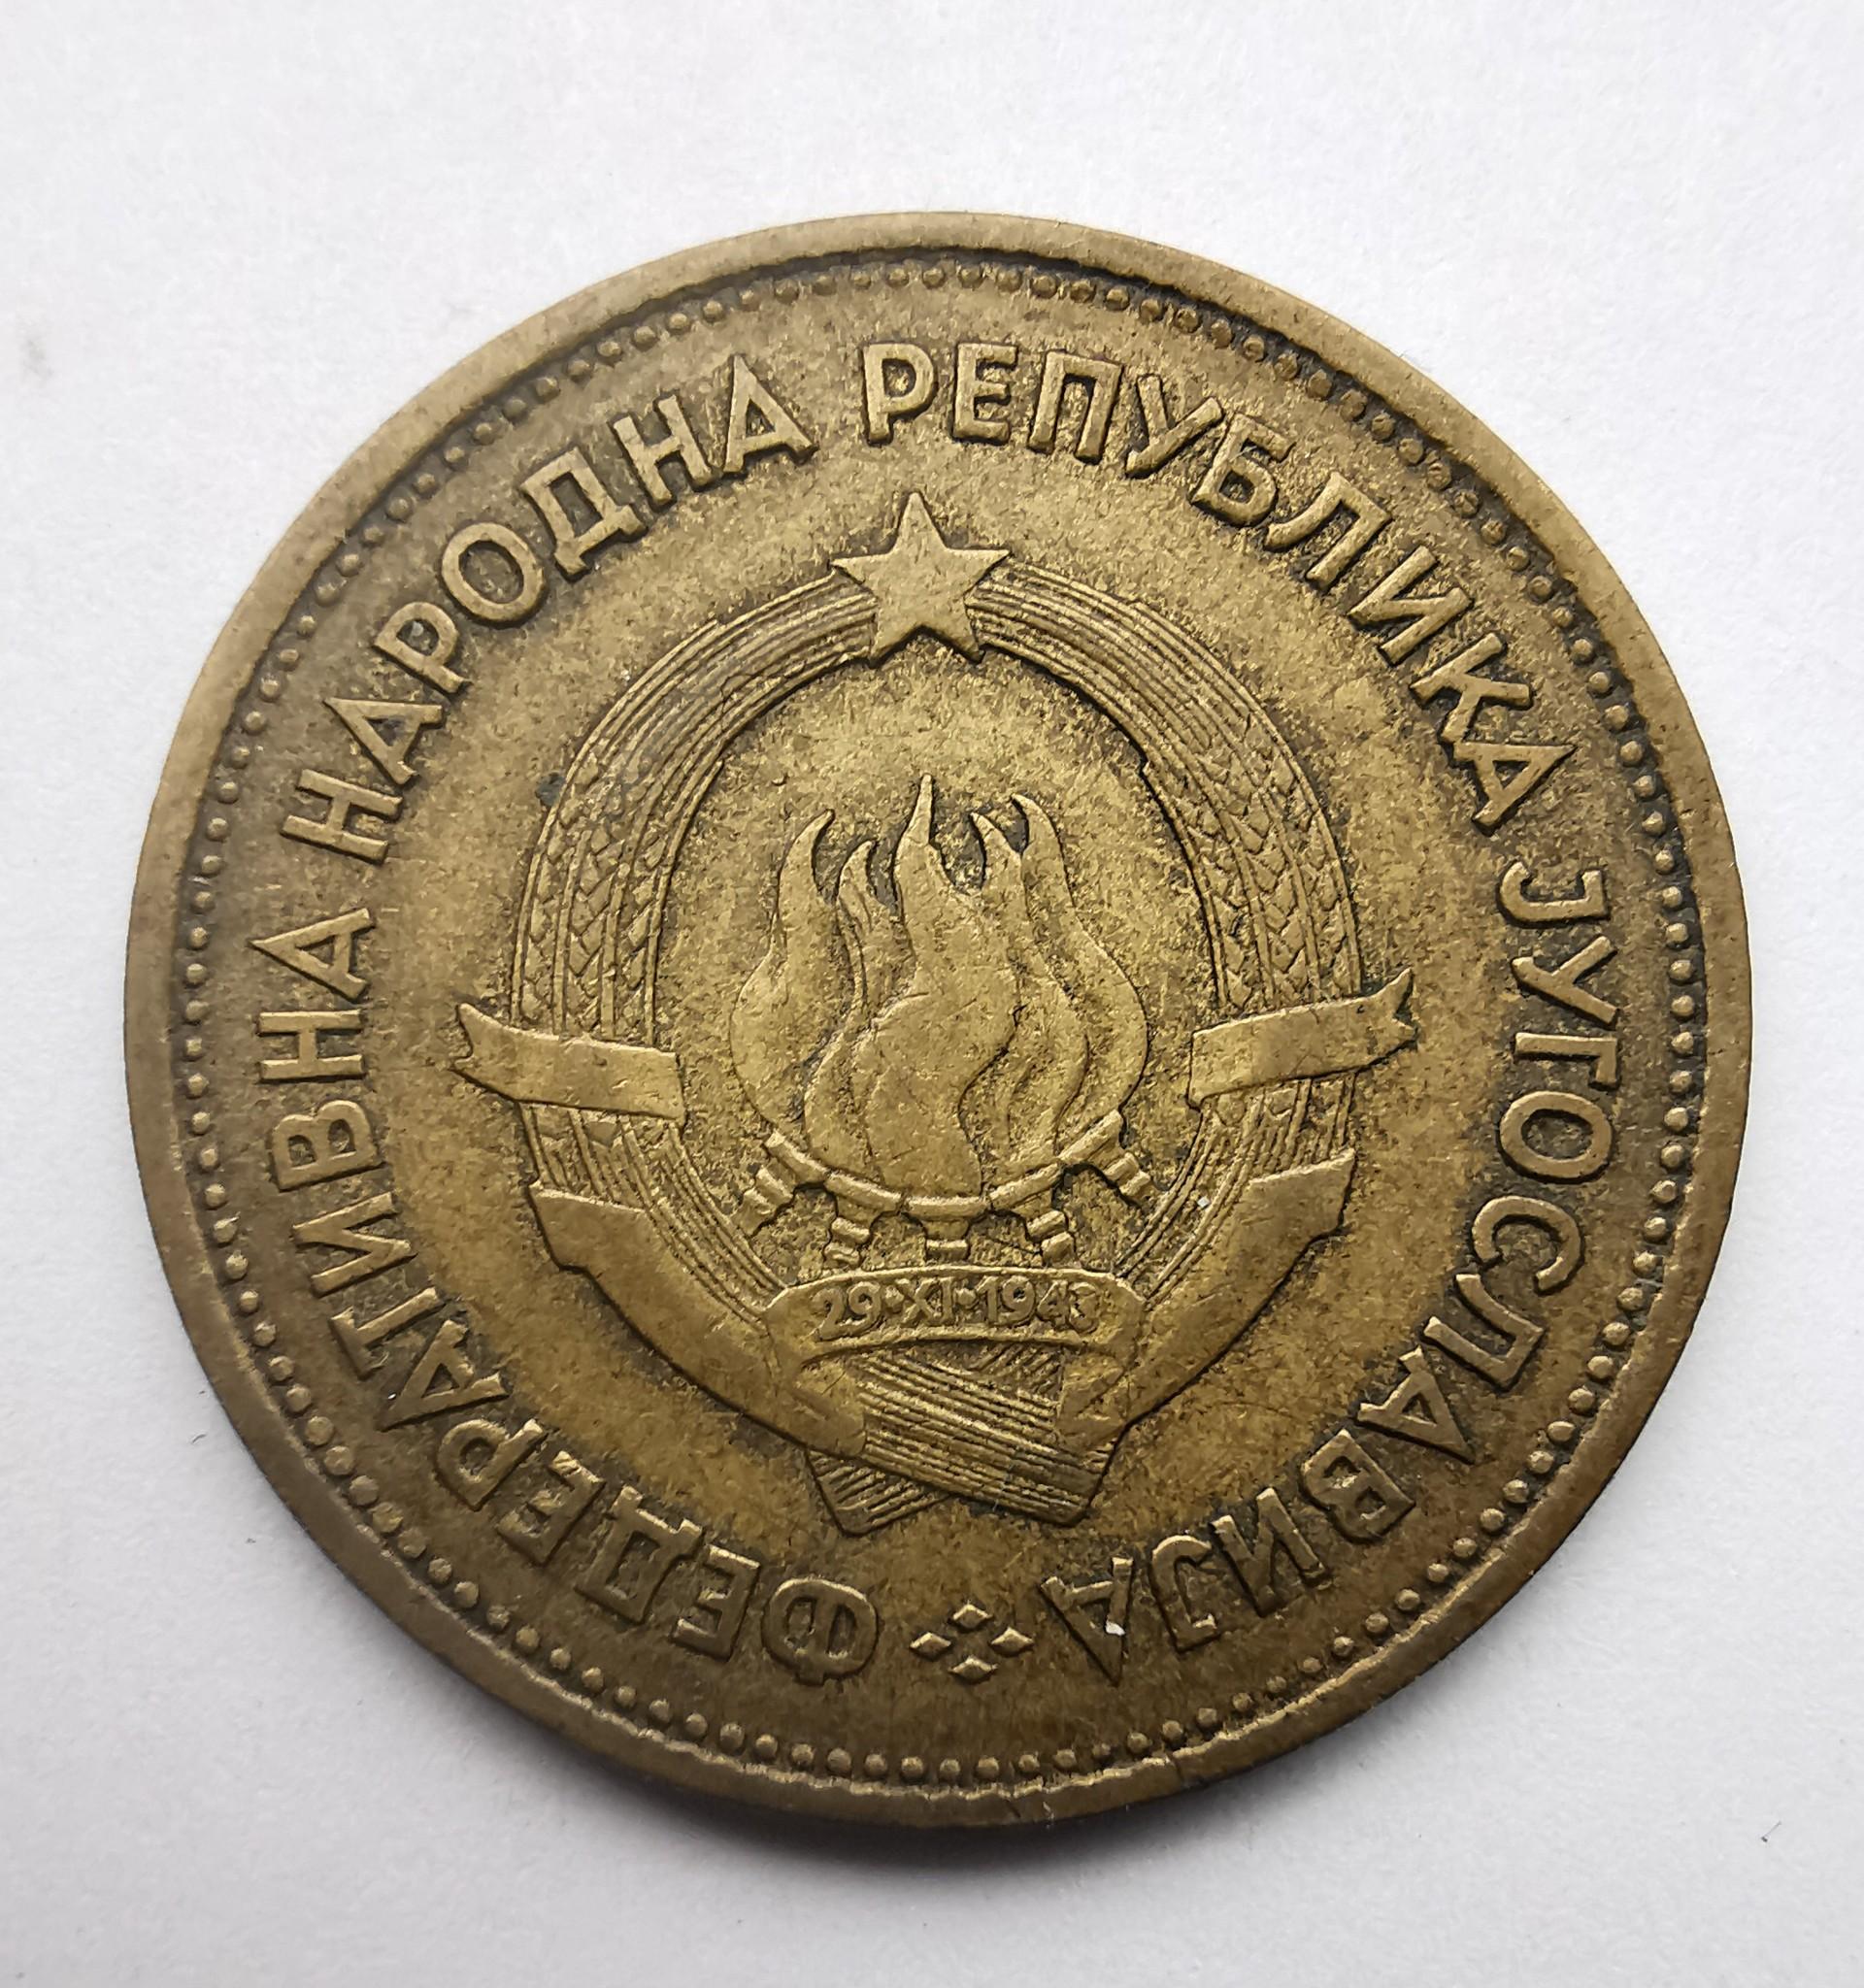 ФЕДЕРАТИВНА НАРОДНА РЕПУБЛИКА ЈУГОСЛАВИЈА
29·XI·1943